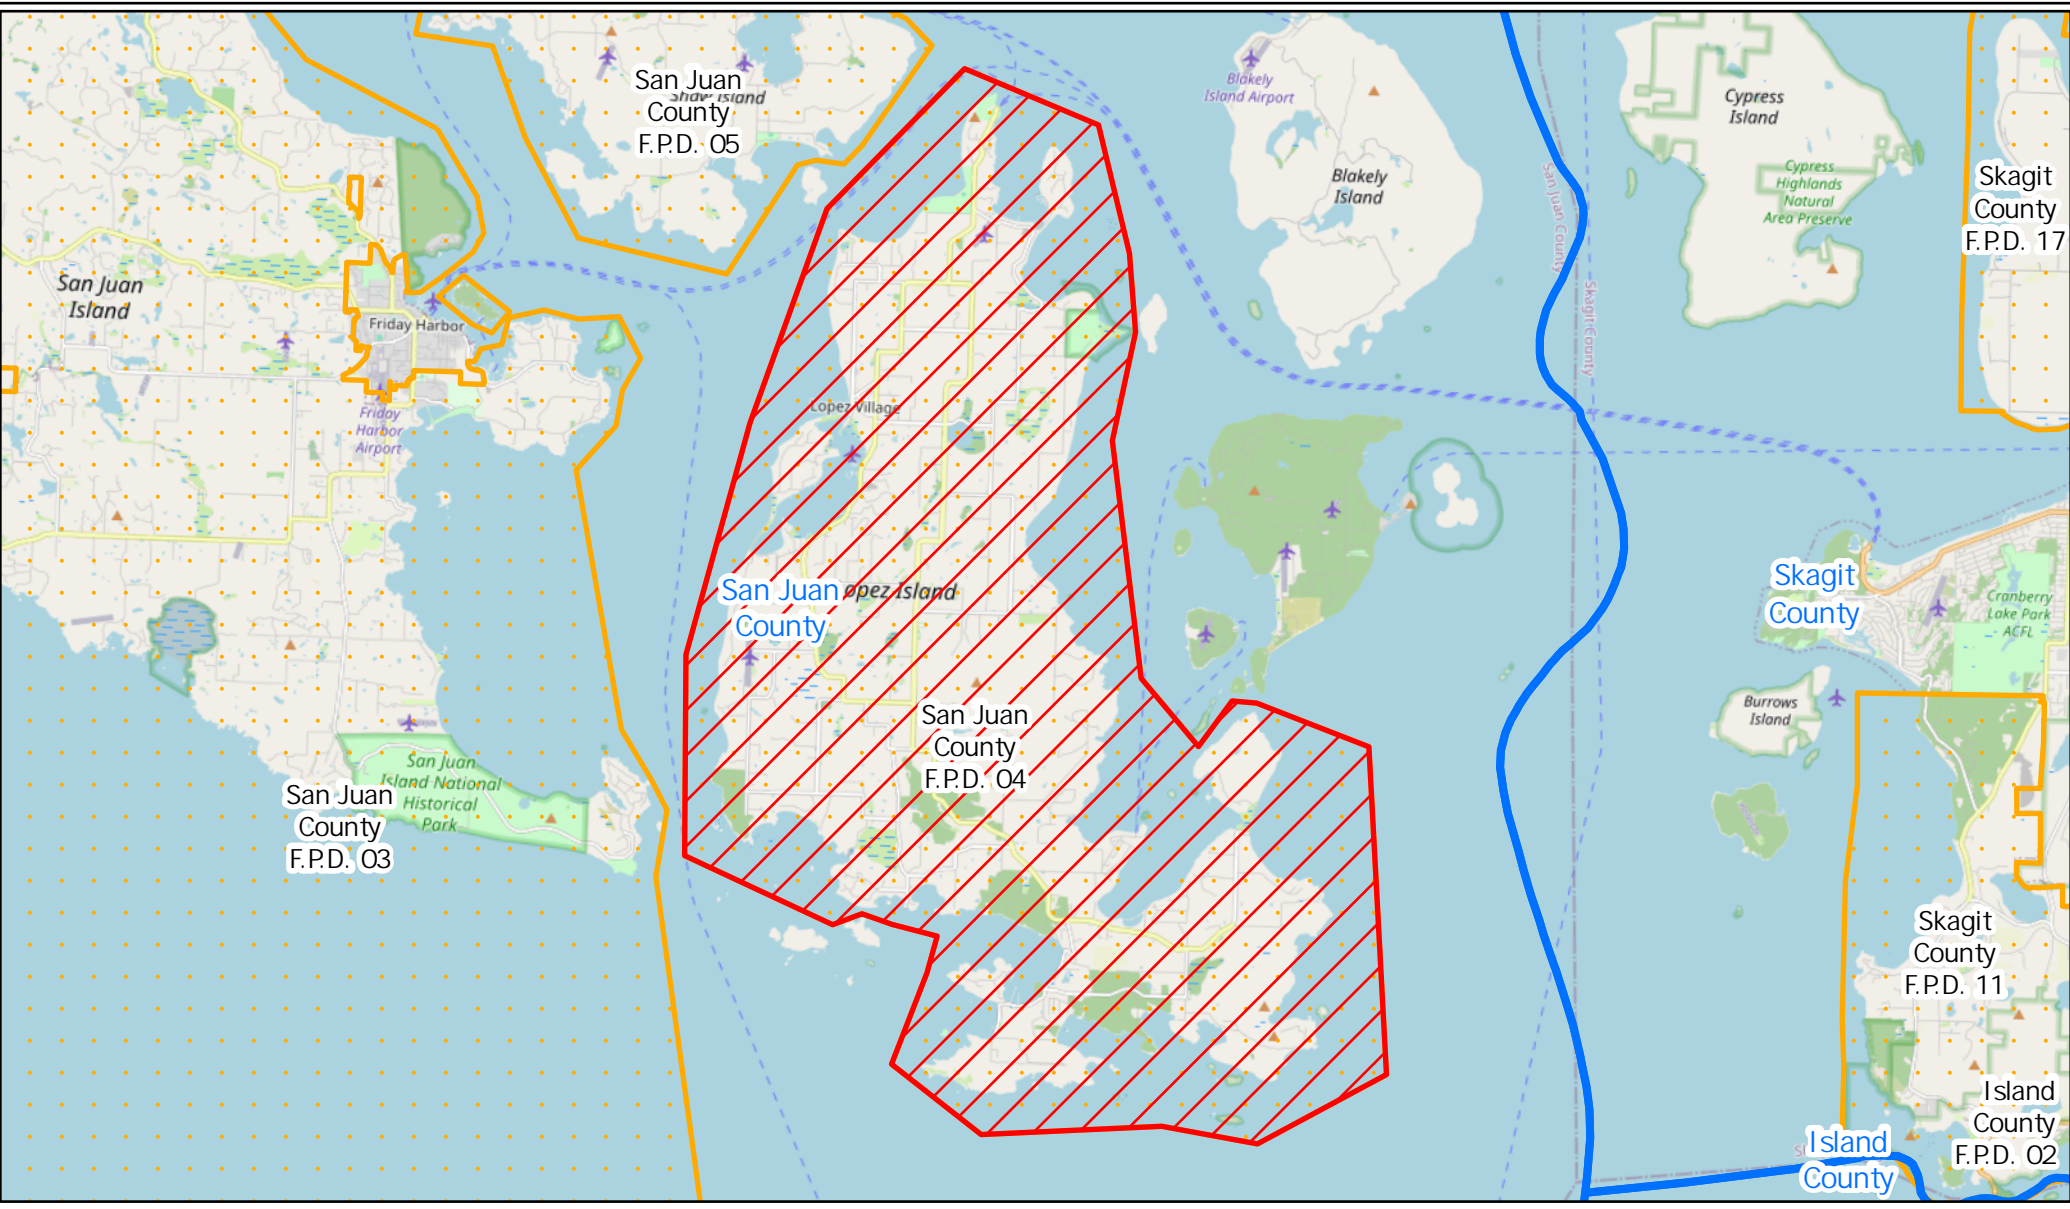 San Juan
County
F.P.D. 05
Shaw Island
Blakely
Island Airport
Blakely
Island
Cypress
Island
Cypress
Highlands
Natural
Area Preserve
Skagit
County
F.P.D. 17
San Juan County
Skagit County
San Juan
Island
Friday Harbor
Friday
Harbor
Airport
Lopez Village
San Juan
County
opez Island
Skagit
County
Cranberry
Lake Park
ACFL
Burrows
Island
San Juan
County
F.P.D. 04
San Juan
Island National
Historical
Park
San Juan
County
F.P.D. 03
Skagit
County
F.P.D. 11
Island
County
F.P.D. 02
Island
County